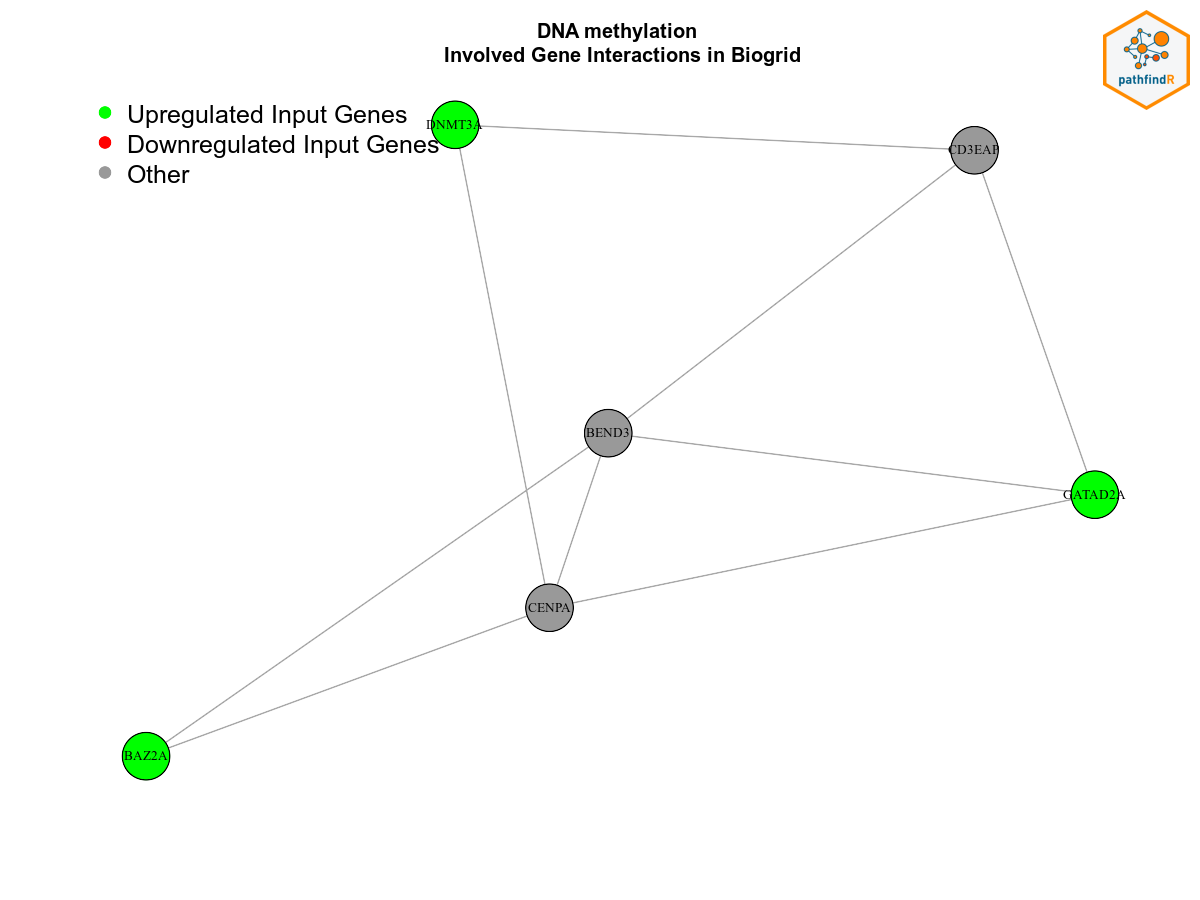 DNA methylation
Involved Gene Interactions in Biogrid
pathfindR
Upregulated Input Genes
Downregulated Input Genes
Other
DNMT3A
CD3EAP
BEND3
GATAD2A
CENPA
BAZ2A